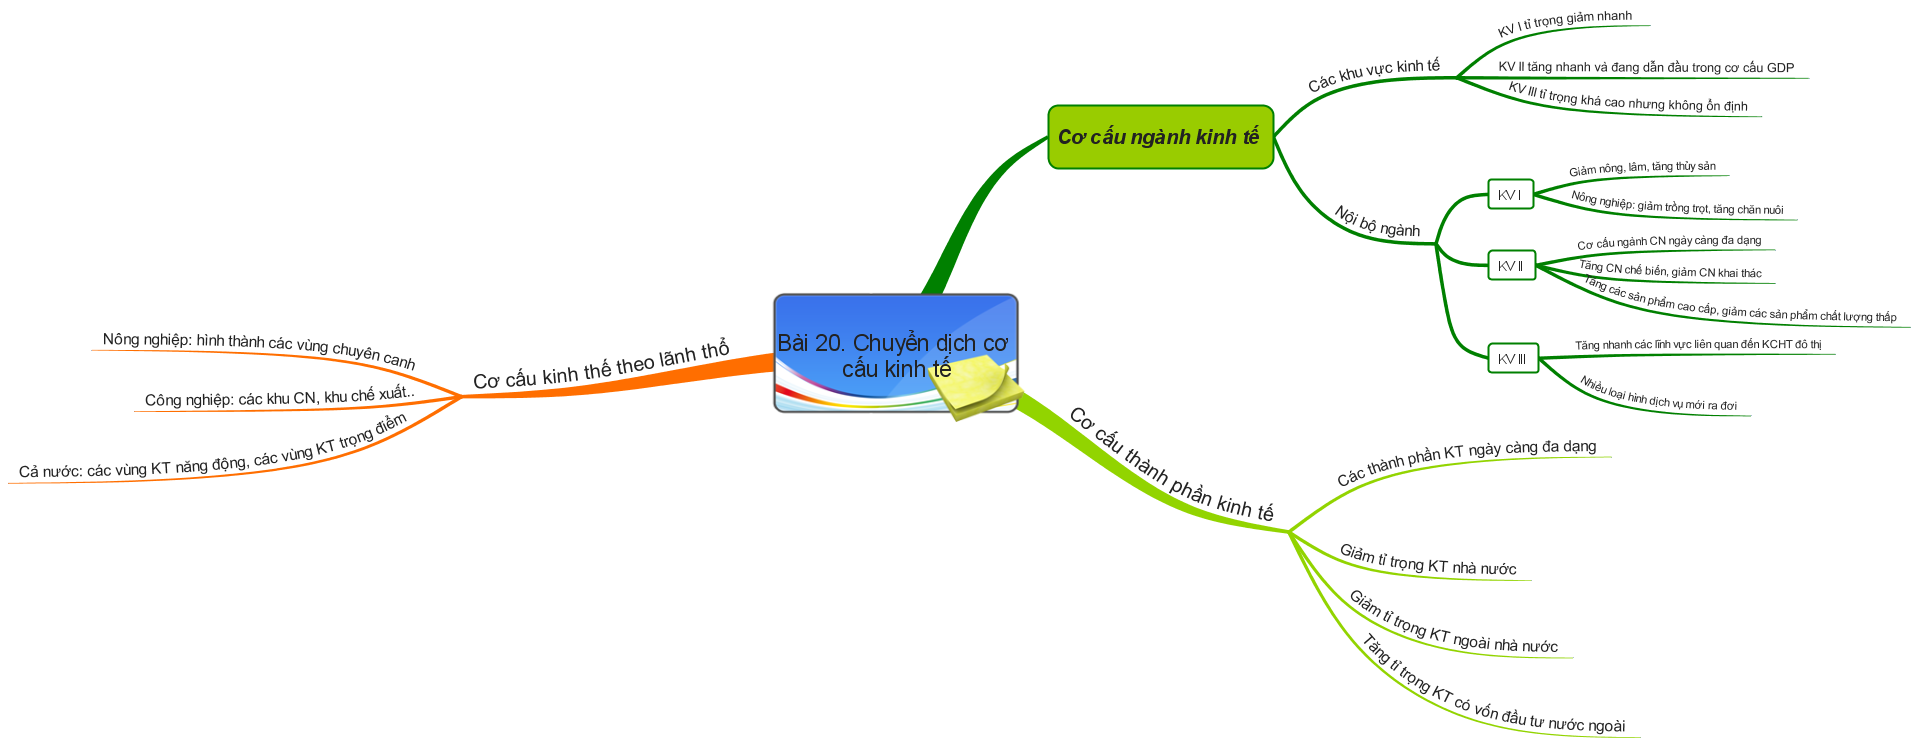 Bài 20. Chuyển dịch cơ
cấu kinh tế
Cơ cấu ngành kinh tế
Các khu vực kinh tế
KV I tỉ trọng giảm nhanh
KV II tăng nhanh và đang dẫn đầu trong cơ cấu GDP
KV III tỉ trọng khá cao nhưng không ổn định
Nội bộ ngành
KV I
Giảm nông, lâm, tăng thủy sản
Nông nghiệp: giảm trồng trọt, tăng chăn nuôi
KV II
Cơ cấu ngành CN ngày càng đa dạng
Tăng CN chế biến, giảm CN khai thác
Tăng các sản phẩm cao cấp, giảm các sản phẩm chất lượng thấp
KV III
Tăng nhanh các lĩnh vực liên quan đến KCHT đô thị
Nhiều loại hình dịch vụ mới ra đơi
Cơ cấu thành phần kinh tế
Các thành phần KT ngày càng đa dạng
Giảm tỉ trọng KT nhà nước
Giảm tỉ trọng KT ngoài nhà nước
Tăng tỉ trọng KT có vốn đầu tư nước ngoài
Cơ cấu kinh thế theo lãnh thổ
Nông nghiệp: hình thành các vùng chuyên canh
Công nghiệp: các khu CN, khu chế xuất..
Cả nước: các vùng KT năng động, các vùng KT trọng điểm